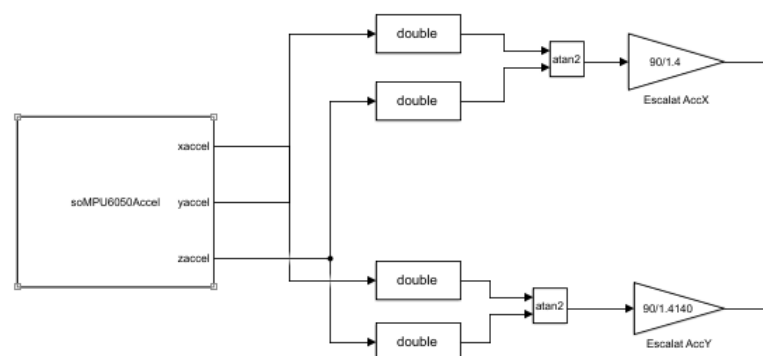 double
atan2
90/1.4
Escalat AccX
double
xaccel
soMPU6050Accel
yaccel
zaccel
double
atan2
90/1.4140
Escalat AccY
double